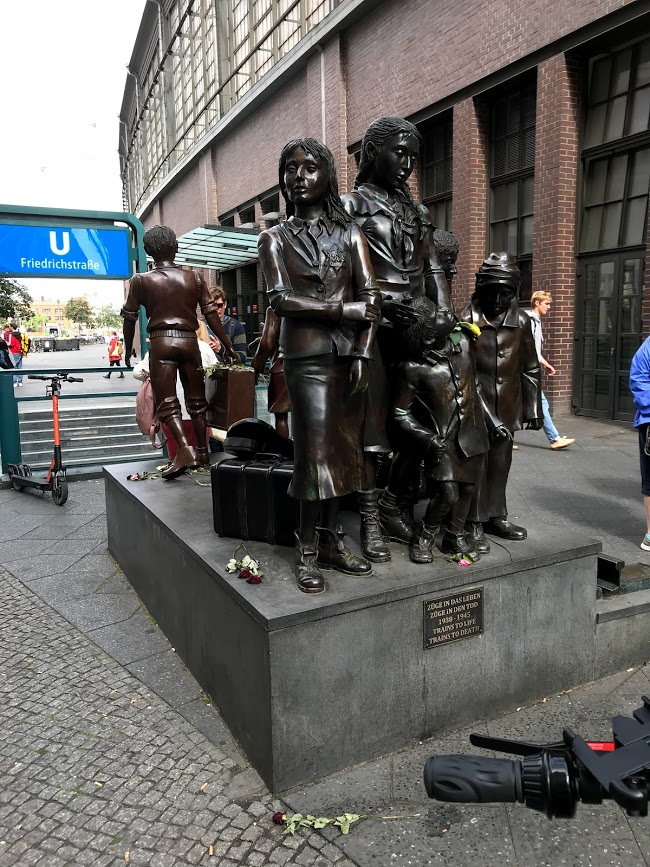 U
Friedrichstraße
ZÜGE IN DAS LEBEN
ZÜGE IN DEN TOD
1938 - 1945
TRAINS TO LIFE
TRAINS TO DEATH